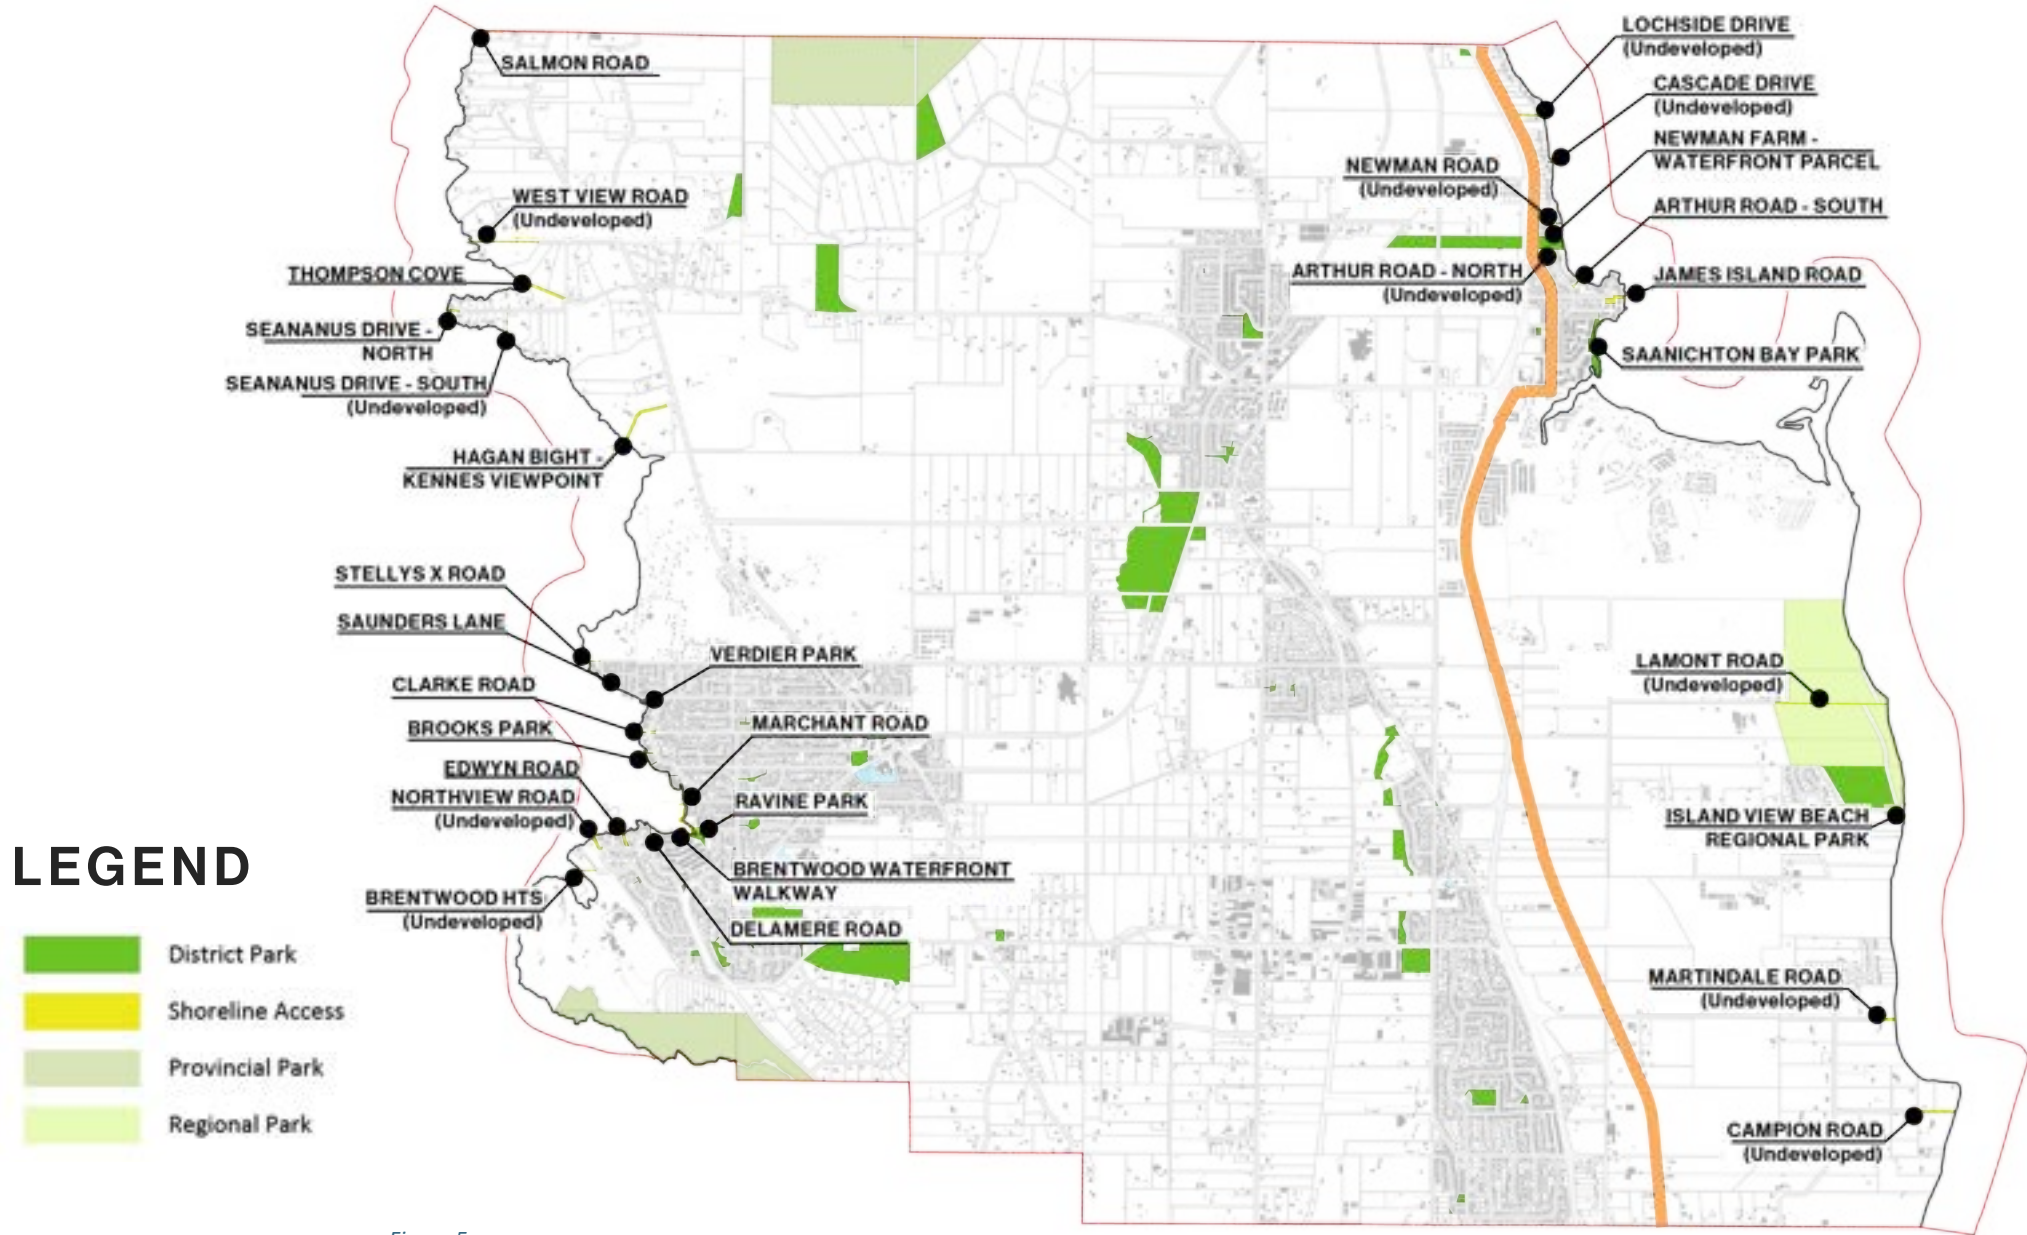 SALMON ROAD
WEST VIEW ROAD
(Undeveloped)
THOMPSON COVE
SEANANUS DRIVE -
NORTH
SEANANUS DRIVE - SOUTH
(Undeveloped)
HAGAN BIGHT -
KENNES VIEWPOINT
STELLYS X ROAD
SAUNDERS LANE
VERDIER PARK
CLARKE ROAD
BROOKS PARK
MARCHANT ROAD
EDWYN ROAD
NORTHVIEW ROAD
(Undeveloped)
RAVINE PARK
BRENTWOOD WATERFRONT
WALKWAY
BRENTWOOD HTS
(Undeveloped)
DELAMERE ROAD
LOCHSIDE DRIVE
(Undeveloped)
CASCADE DRIVE
(Undeveloped)
NEWMAN FARM -
WATERFRONT PARCEL
NEWMAN ROAD
(Undeveloped)
ARTHUR ROAD - SOUTH
ARTHUR ROAD - NORTH
(Undeveloped)
JAMES ISLAND ROAD
SAANICHTON BAY PARK
LAMONT ROAD
(Undeveloped)
ISLAND VIEW BEACH
REGIONAL PARK
MARTINDALE ROAD
(Undeveloped)
CAMPION ROAD
(Undeveloped)
LEGEND
District Park
Shoreline Access
Provincial Park
Regional Park